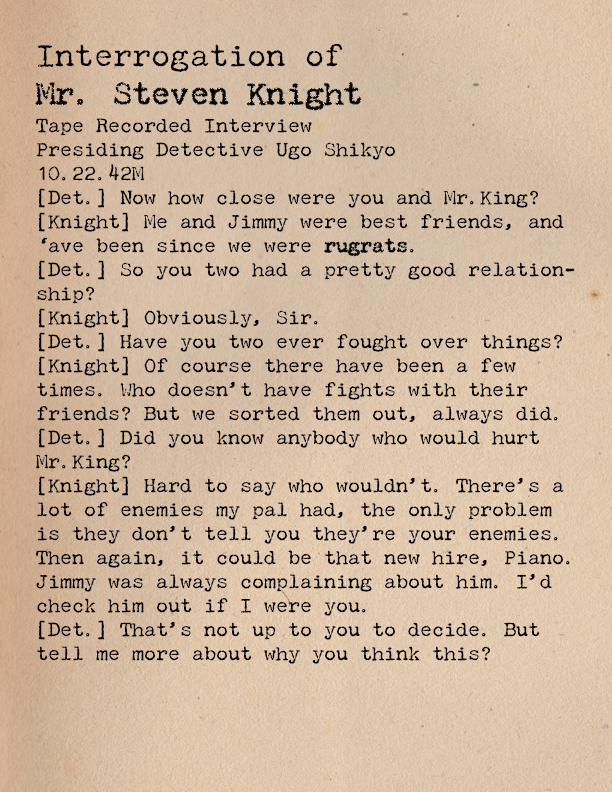 Interrogation of
Mr. Steven Knight
Tape Recorded Interview
Presiding Detective Ugo Shikyo
10.22.42M
[Det.] Now how close were you and Mr.King?
[Knight] Me and Jimmy were best friends, and
‘ave been since we were rugrats.
[Det.] So you two had a pretty good relation-
ship?
[Knight] Obviously, Sir.
[Det.] Have you two ever fought over things?
[Knight] Of course there have been a few
times. Who doesn’t have fights with their
friends? But we sorted them out, always did.
[Det.] Did you know anybody who would hurt
Mr.King?
[Knight] Hard to say who wouldn’t. There’s a
lot of enemies my pal had, the only problem
is they don’t tell you they’re your enemies.
Then again, it could be that new hire, Piano.
Jimmy was always complaining about him. I’d
check him out if I were you.
[Det.] That’s not up to you to decide. But
tell me more about why you think this?